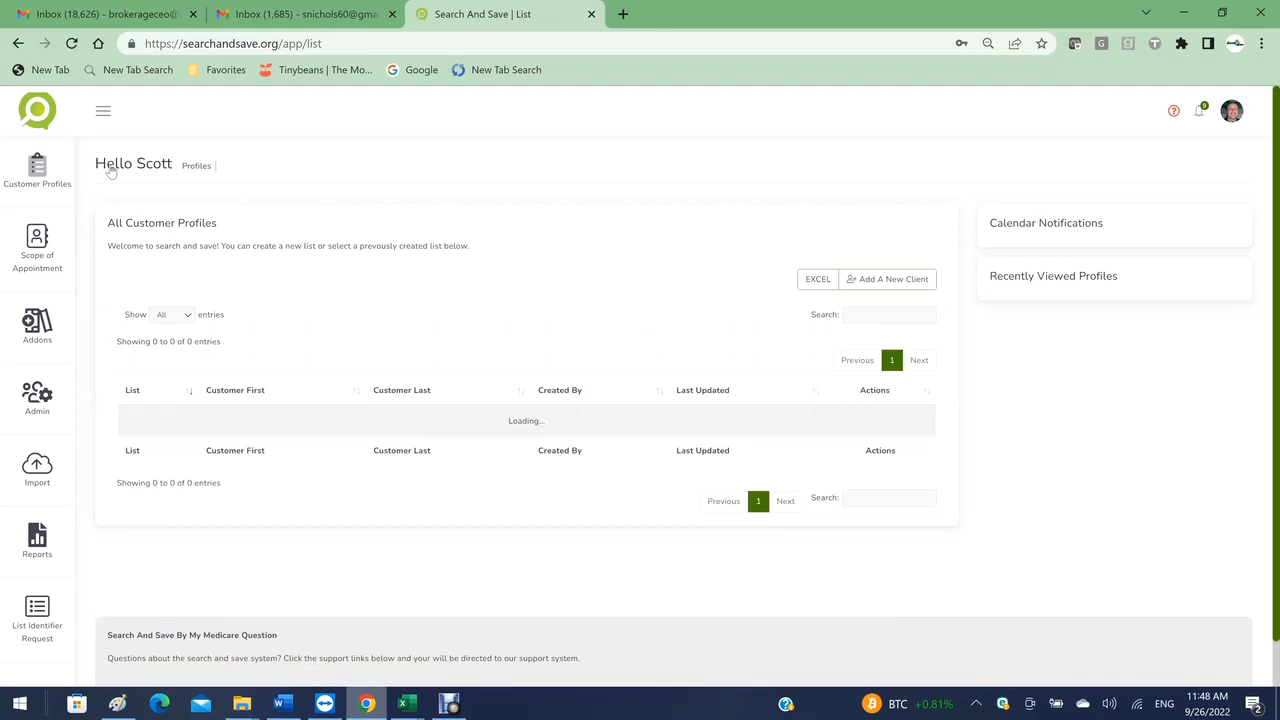 Inbox (18,626) - brokerageceo@
Inbox (1,685) - snichols60@gma
Search And Save | List
https://searchandsave.org/app/list
New Tab
New Tab Search
Favorites
Tinybeans | The Mo...
Google
New Tab Search
9
Hello Scott
Profiles
Customer Profiles
Scope of
Appointment
Addons
Admin
Import
Reports
List Identifier
Request
All Customer Profiles
Welcome to search and save! You can create a new list or select a prevously created list below.
EXCEL
Add A New Client
Show All entries
Search:
Showing 0 to 0 of 0 entries
Previous 1 Next
List Customer First Customer Last Created By Last Updated Actions
Loading...
List Customer First Customer Last Created By Last Updated Actions
Showing 0 to 0 of 0 entries
Previous 1 Next
Search:
Calendar Notifications
Recently Viewed Profiles
Search And Save By My Medicare Question
Questions about the search and save system? Click the support links below and your will be directed to our support system.
BTC +0.81%
ENG
11:48 AM
9/26/2022
2